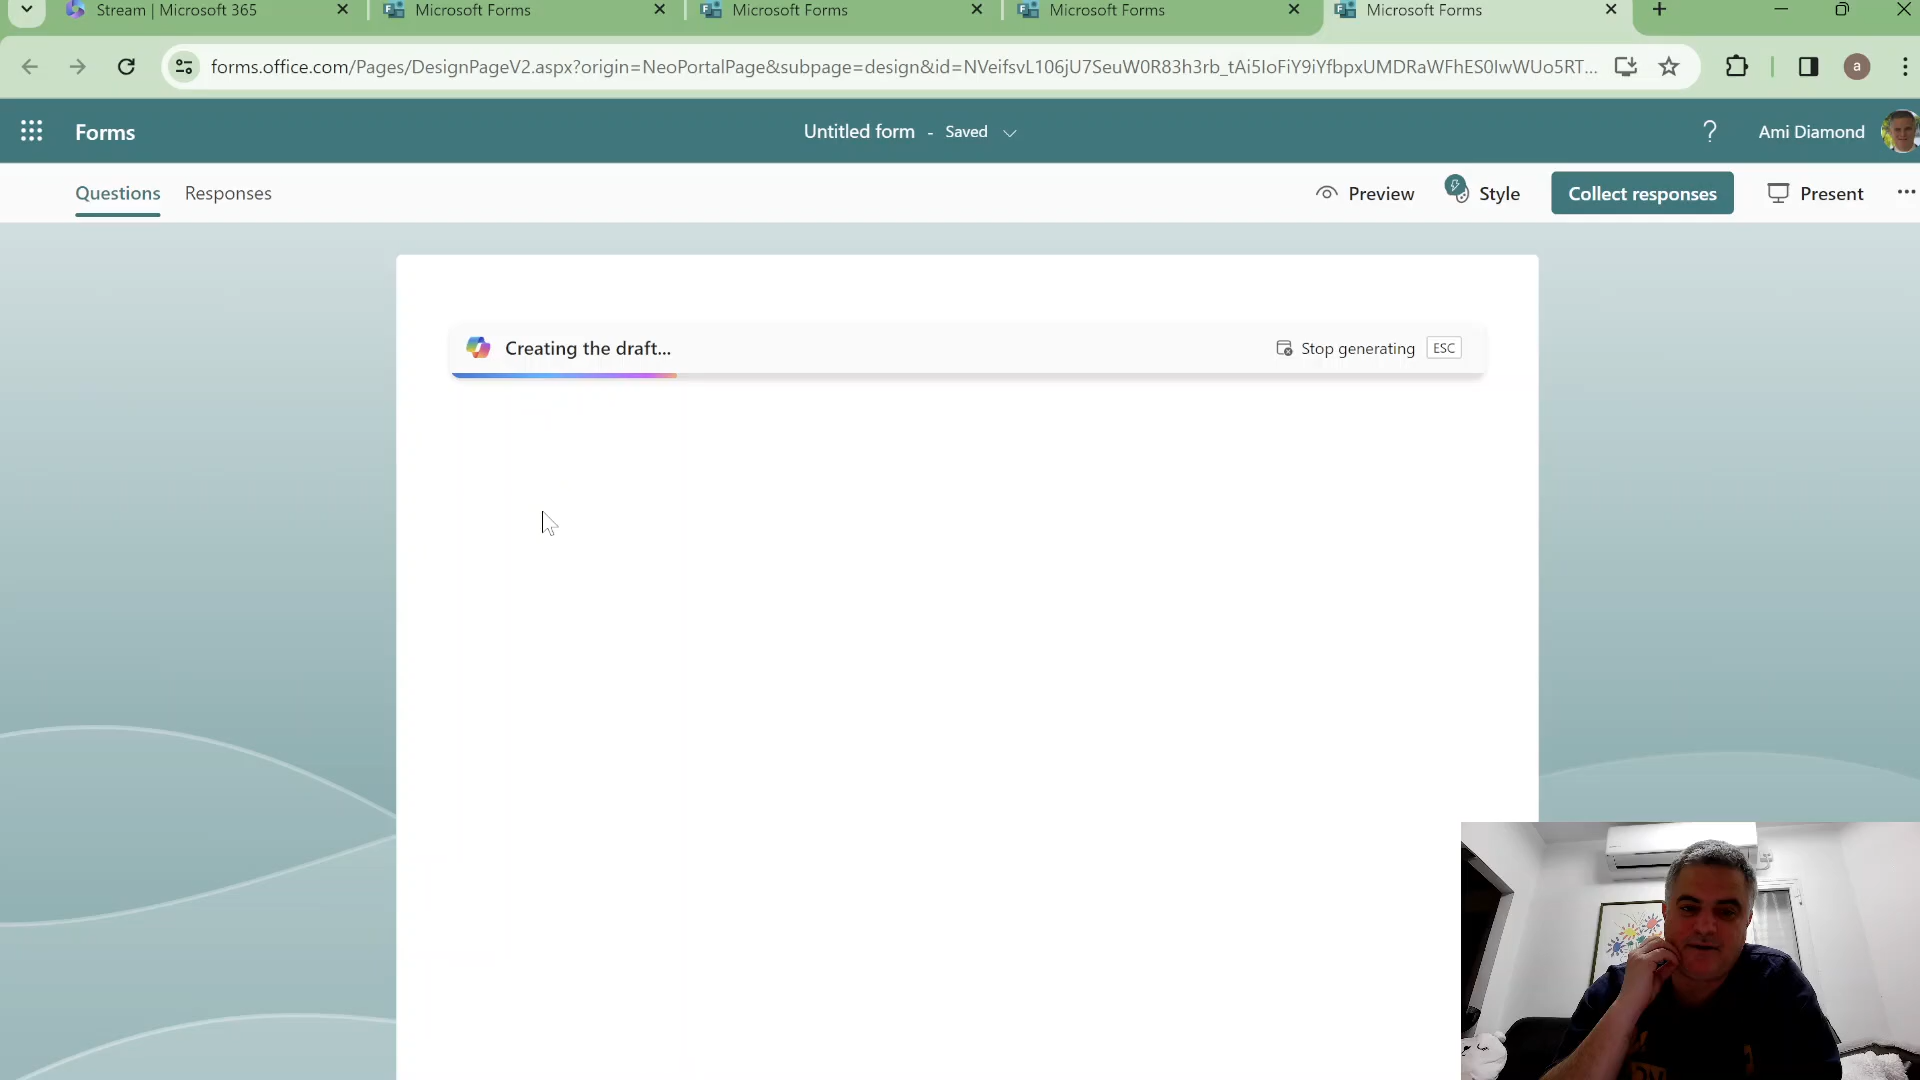 Stream | Microsoft 365
Microsoft Forms
Microsoft Forms
Microsoft Forms
Microsoft Forms
forms.office.com/Pages/DesignPageV2.aspx?origin=NeoPortalPage&subpage=design&id=NVeifsvL106jU7SeuW0R83h3rb_tAi5IoFiY9iYfbpxUMDRaWFhES0IwWUo5RT...
a
Forms
Untitled form - Saved
?
Ami Diamond
Questions
Responses
Preview
Style
Collect responses
Present
Creating the draft...
Stop generating
ESC